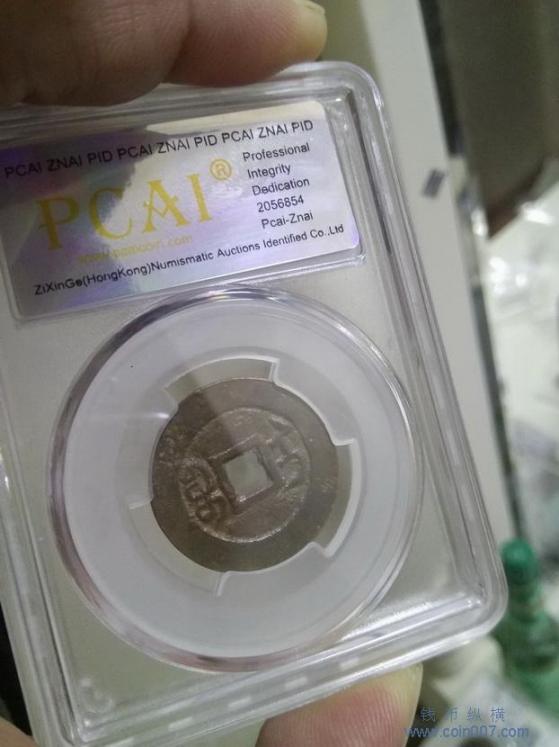 PCAI ZNAI PID PCAI ZNAI PID PCAI ZNAI PID
PCAI®
Professional
Integrity
Dedication
2056854
Pcai-Znai
ZiXinGe(HongKong)Numismatic Auctions Identified Co.,Ltd
钱币纵横
www.coin007.com